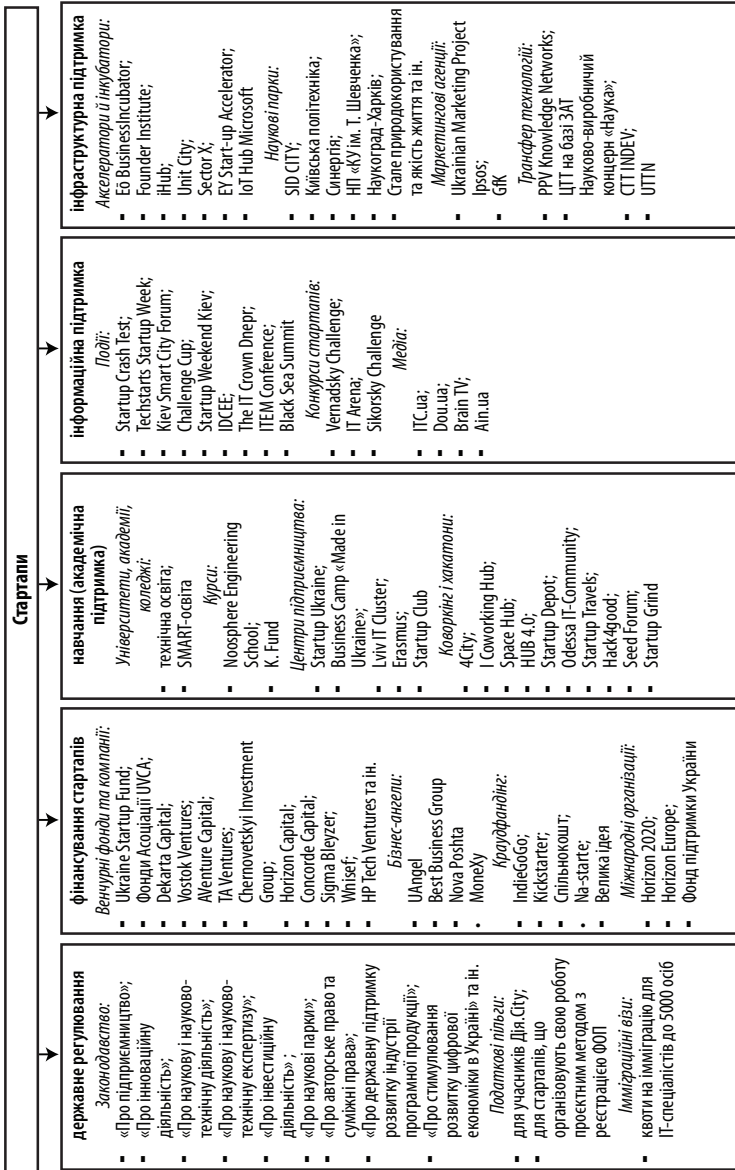 Стартапи
державне регулювання
Законодавство:
▪ «Про підприємництво»;
▪ «Про інноваційну
діяльність»;
▪ «Про наукову і науково-
технічну діяльність»;
▪ «Про наукову і науково-
технічну експертизу»;
▪ «Про інвестиційну
діяльність» ;
▪ «Про наукові парки»;
▪ «Про авторське право та
суміжні права»;
▪ «Про державну підтримку
розвитку індустрії
програмної продукції»;
▪ «Про стимулювання
розвитку цифрової
економіки в Україні» та ін.
Податкові пільги:
▪ для учасників Дія.City;
▪ для стартапів, що
організовують свою роботу
проєктним методом з
реєстрацією ФОП
Імміграційні візи:
▪ квоти на імміграцію для
ІТ-спеціалістів до 5000 осіб
фінансування стартапів
Венчурні фонди та компанії:
▪ Ukraine Startup Fund;
▪ Фонди Асоціації UVCA;
▪ Dekarta Capital;
▪ Vostok Ventures;
▪ AVenture Capital;
▪ TA Ventures;
▪ Chernovetskyi Investment
Group;
▪ Horizon Capital;
▪ Concorde Capital;
▪ Sigma Bleyzer;
▪ Whisef;
▪ HP Tech Ventures та ін.
Бізнес-ангели:
▪ UAngel
▪ Best Business Group
▪ Nova Poshta
• MoneXy
Краудфандінг:
▪ IndieGoGo;
▪ Kickstarter;
▪ Спільнокошт;
• Na-starte;
▪ Велика ідея
Міжнародні організації:
▪ Horizon 2020;
▪ Horizon Europe;
▪ Фонд підтримки України
навчання (академічна
підтримка)
Університети, академії,
коледжі:
▪ технічна освіта;
▪ SMART-освіта
Курси:
▪ Noosphere Engineering
School;
▪ K. Fund
Центри підприємництва:
▪ Startup Ukraine;
▪ Business Camp «Made in
Ukraine»;
▪ Lviv IT Cluster;
▪ Erasmus;
▪ Startup Club
Коворкінг і хакатони:
▪ 4City;
▪ I Coworking Hub;
▪ Space Hub;
▪ HUB 4.0;
▪ Startup Depot;
▪ Odessa IT-Community;
▪ Startup Travels;
▪ Hack4good;
▪ Seed Forum;
▪ Startup Grind
інформаційна підтримка
Події:
▪ Startup Crash Test;
▪ Techstarts Startup Week;
▪ Kiev Smart City Forum;
▪ Challenge Cup;
▪ Startup Weekend Kiev;
▪ IDCEE;
▪ The IT Crown Dnepr;
▪ ITEM Conference;
▪ Black Sea Summit
Конкурси стартапів:
▪ Vernadsky Challenge;
▪ IT Arena;
▪ Sikorsky Challenge
Медіа:
▪ ITC.ua;
▪ Dou.ua;
▪ Brain TV;
▪ Ain.ua
інфраструктурна підтримка
Акселератори й інкубатори:
▪ Eō BusinessIncubator;
▪ Founder Institute;
▪ iHub;
▪ Unit City;
▪ Sector X;
▪ EY Start-up Accelerator;
▪ IoT Hub Microsoft
Наукові парки:
▪ SID CITY;
▪ Київська політехніка;
▪ Синергія;
▪ НП «КУ ім. Т. Шевченка»;
▪ Наукоград-Харків;
▪ Стале природокористування
та якість життя та ін.
Маркетингові агенції:
▪ Ukrainian Marketing Project
▪ Ipsos;
▪ GfK
Трансфер технологій:
▪ PPV Knowledge Networks;
▪ ЦТТ на базі ЗАТ
Науково-виробничий
концерн «Наука»;
▪ CTT INDEV;
▪ UTTN